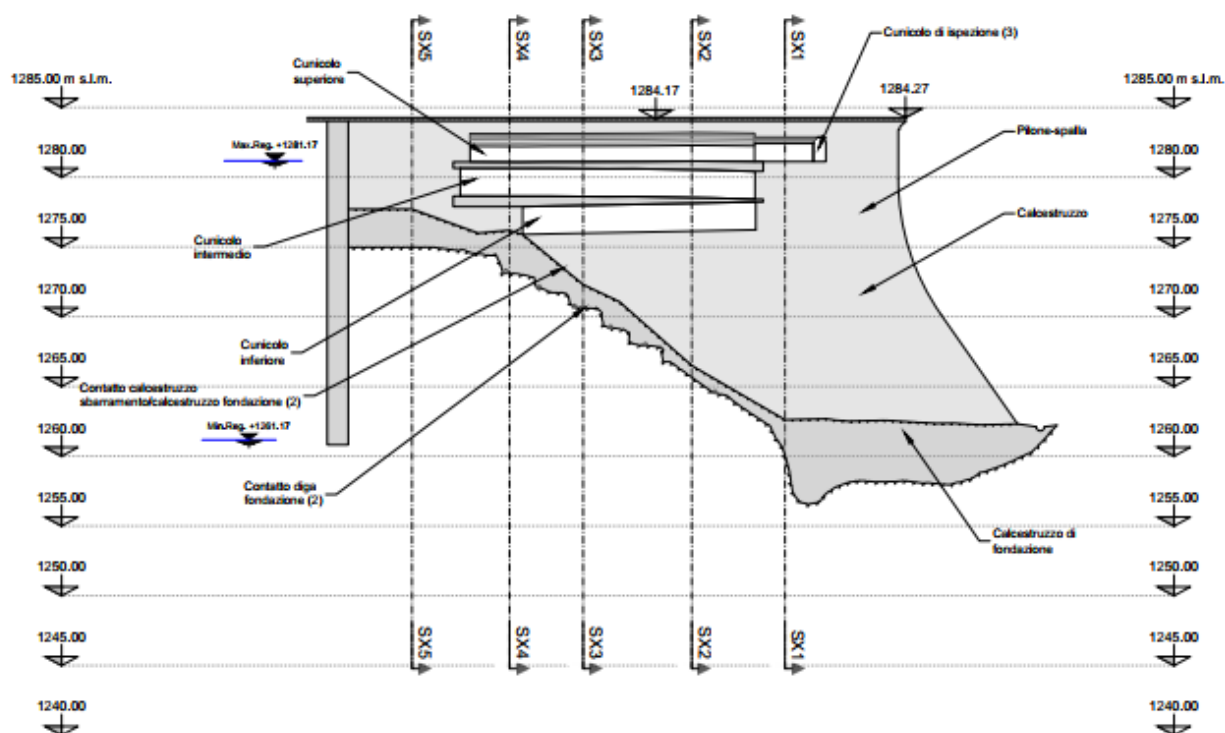 SX5
SX4
SX3
SX2
SX1
Cunicolo di ispezione (3)
Cunicolo
superiore
1285.00 m s.l.m.
1285.00 m s.l.m.
1284.17
1284.27
Pilone-spalla
Max.Reg. +1281.17
1280.00
1280.00
Calcestruzzo
1275.00
1275.00
Cunicolo
intermedio
1270.00
1270.00
Cunicolo
inferiore
1265.00
1265.00
Contatto calcestruzzo
sbarramento/calcestruzzo fondazione (2)
Min.Reg. +1261.17
1260.00
1260.00
Contatto diga
fondazione (2)
1255.00
1255.00
Calcestruzzo di
fondazione
1250.00
1250.00
1245.00
1245.00
SX5
SX4
SX3
SX2
SX1
1240.00
1240.00